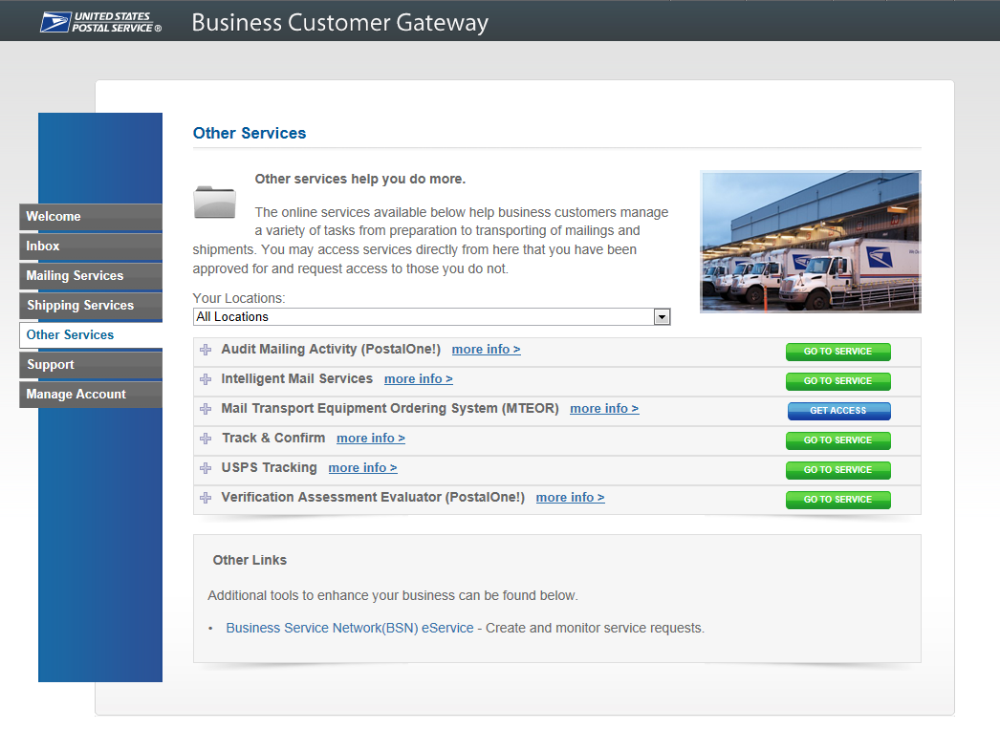 UNITED STATES
POSTAL SERVICE ®
Business Customer Gateway
Welcome
Inbox
Mailing Services
Shipping Services
Other Services
Support
Manage Account
Other Services
Other services help you do more.
The online services available below help business customers manage
a variety of tasks from preparation to transporting of mailings and
shipments. You may access services directly from here that you have been
approved for and request access to those you do not.
Your Locations:
All Locations
Audit Mailing Activity (PostalOne!) more info > GO TO SERVICE
Intelligent Mail Services more info > GO TO SERVICE
Mail Transport Equipment Ordering System (MTEOR) more info > GET ACCESS
Track & Confirm more info > GO TO SERVICE
USPS Tracking more info > GO TO SERVICE
Verification Assessment Evaluator (PostalOne!) more info > GO TO SERVICE
Other Links
Additional tools to enhance your business can be found below.
• Business Service Network(BSN) eService - Create and monitor service requests.